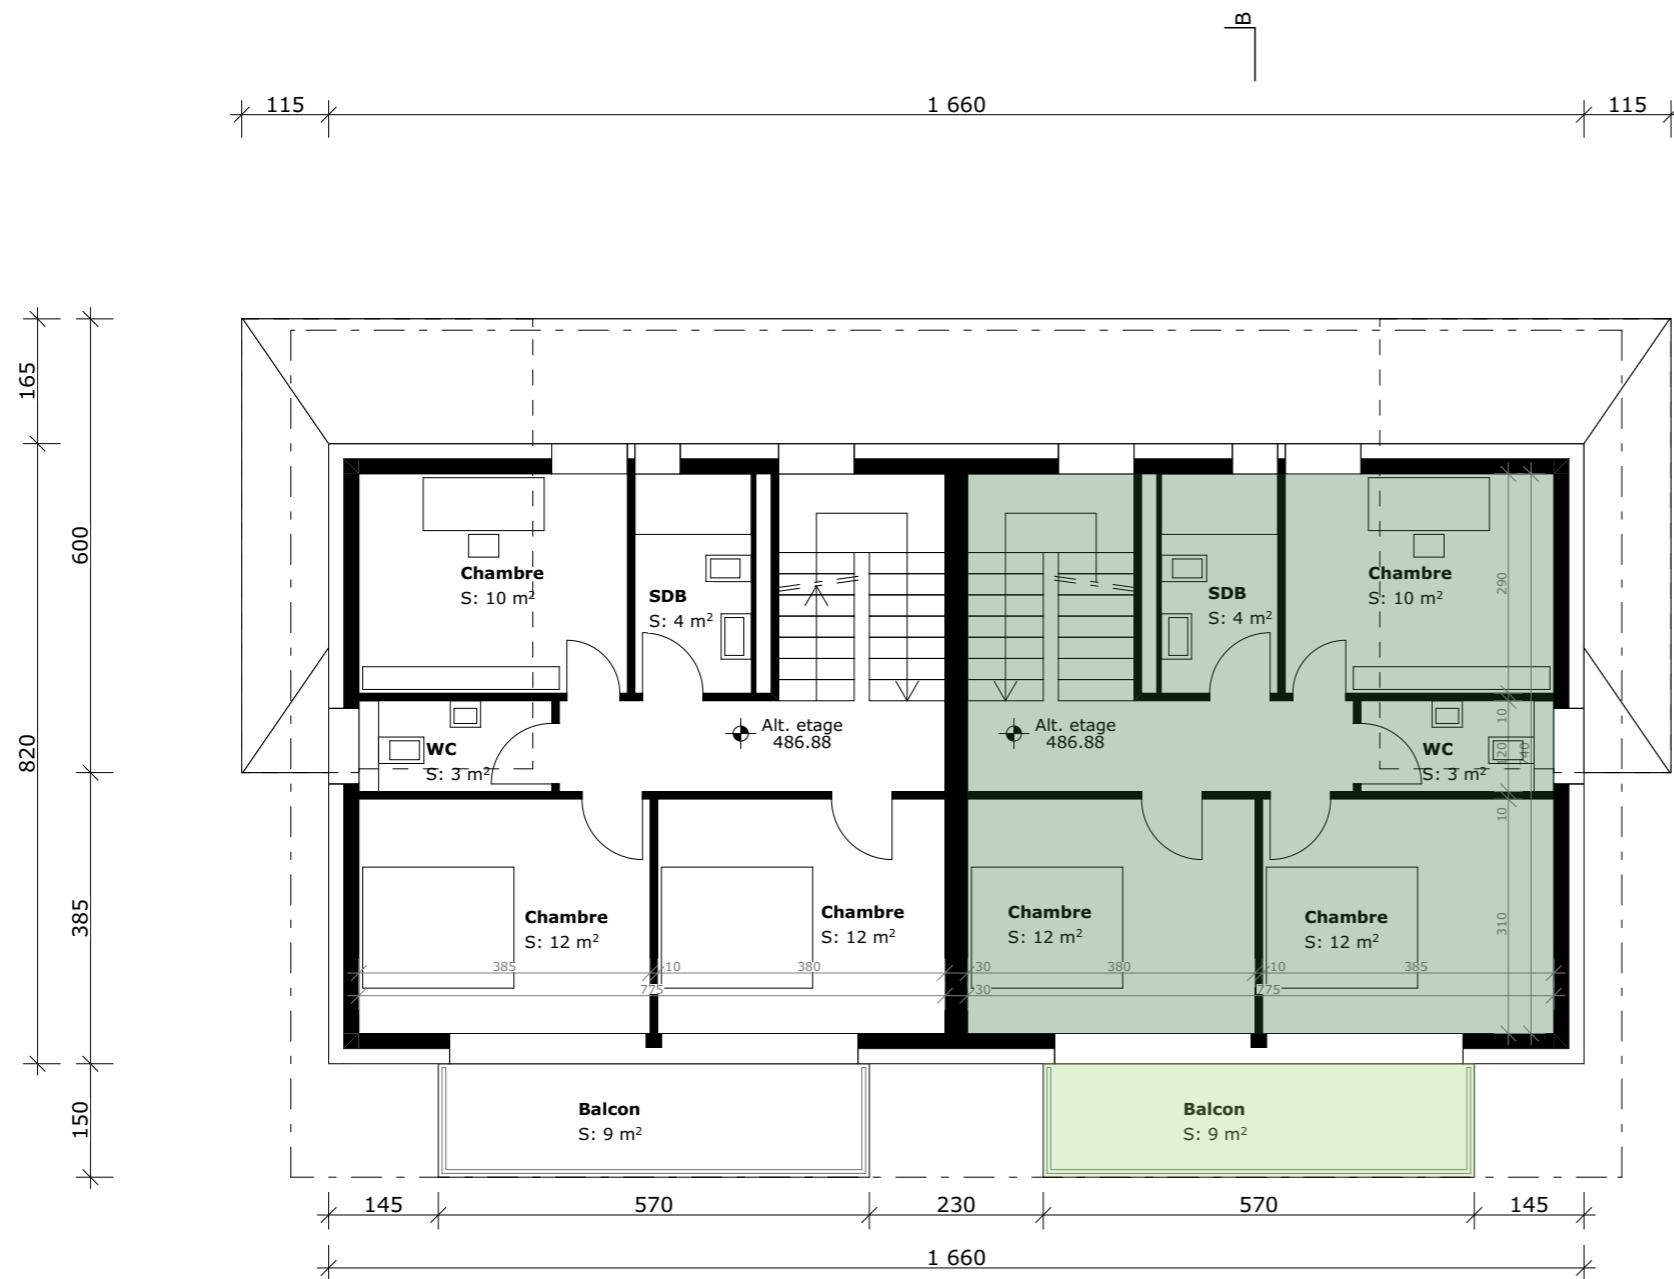 B
115
1 660
115
165
600
820
385
150
Chambre
S: 10 m²
SDB
S: 4 m²
SDB
S: 4 m²
Chambre
S: 10 m²
290
Alt. etage
486.88
Alt. etage
486.88
WC
S: 3 m²
WC
S: 3 m²
10
120
740
10
Chambre
S: 12 m²
Chambre
S: 12 m²
Chambre
S: 12 m²
Chambre
S: 12 m²
310
385
10
380
30
380
10
385
775
30
775
Balcon
S: 9 m²
Balcon
S: 9 m²
145
570
230
570
145
1 660